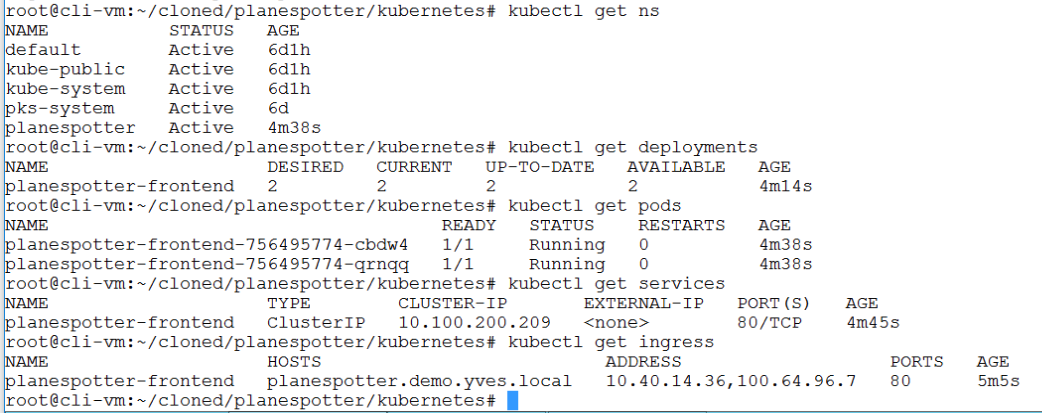 root@cli-vm:~/cloned/planespotter/kubernetes# kubectl get ns
NAME STATUS AGE
default Active 6d1h
kube-public Active 6d1h
kube-system Active 6d1h
pks-system Active 6d
planespotter Active 4m38s
root@cli-vm:~/cloned/planespotter/kubernetes# kubectl get deployments
NAME DESIRED CURRENT UP-TO-DATE AVAILABLE AGE
planespotter-frontend 2 2 2 2 4m14s
root@cli-vm:~/cloned/planespotter/kubernetes# kubectl get pods
NAME READY STATUS RESTARTS AGE
planespotter-frontend-756495774-cbdw4 1/1 Running 0 4m38s
planespotter-frontend-756495774-qrnqq 1/1 Running 0 4m38s
root@cli-vm:~/cloned/planespotter/kubernetes# kubectl get services
NAME TYPE CLUSTER-IP EXTERNAL-IP PORT(S) AGE
planespotter-frontend ClusterIP 10.100.200.209 <none> 80/TCP 4m45s
root@cli-vm:~/cloned/planespotter/kubernetes# kubectl get ingress
NAME HOSTS ADDRESS PORTS AGE
planespotter-frontend planespotter.demo.yves.local 10.40.14.36,100.64.96.7 80 5m5s
root@cli-vm:~/cloned/planespotter/kubernetes#